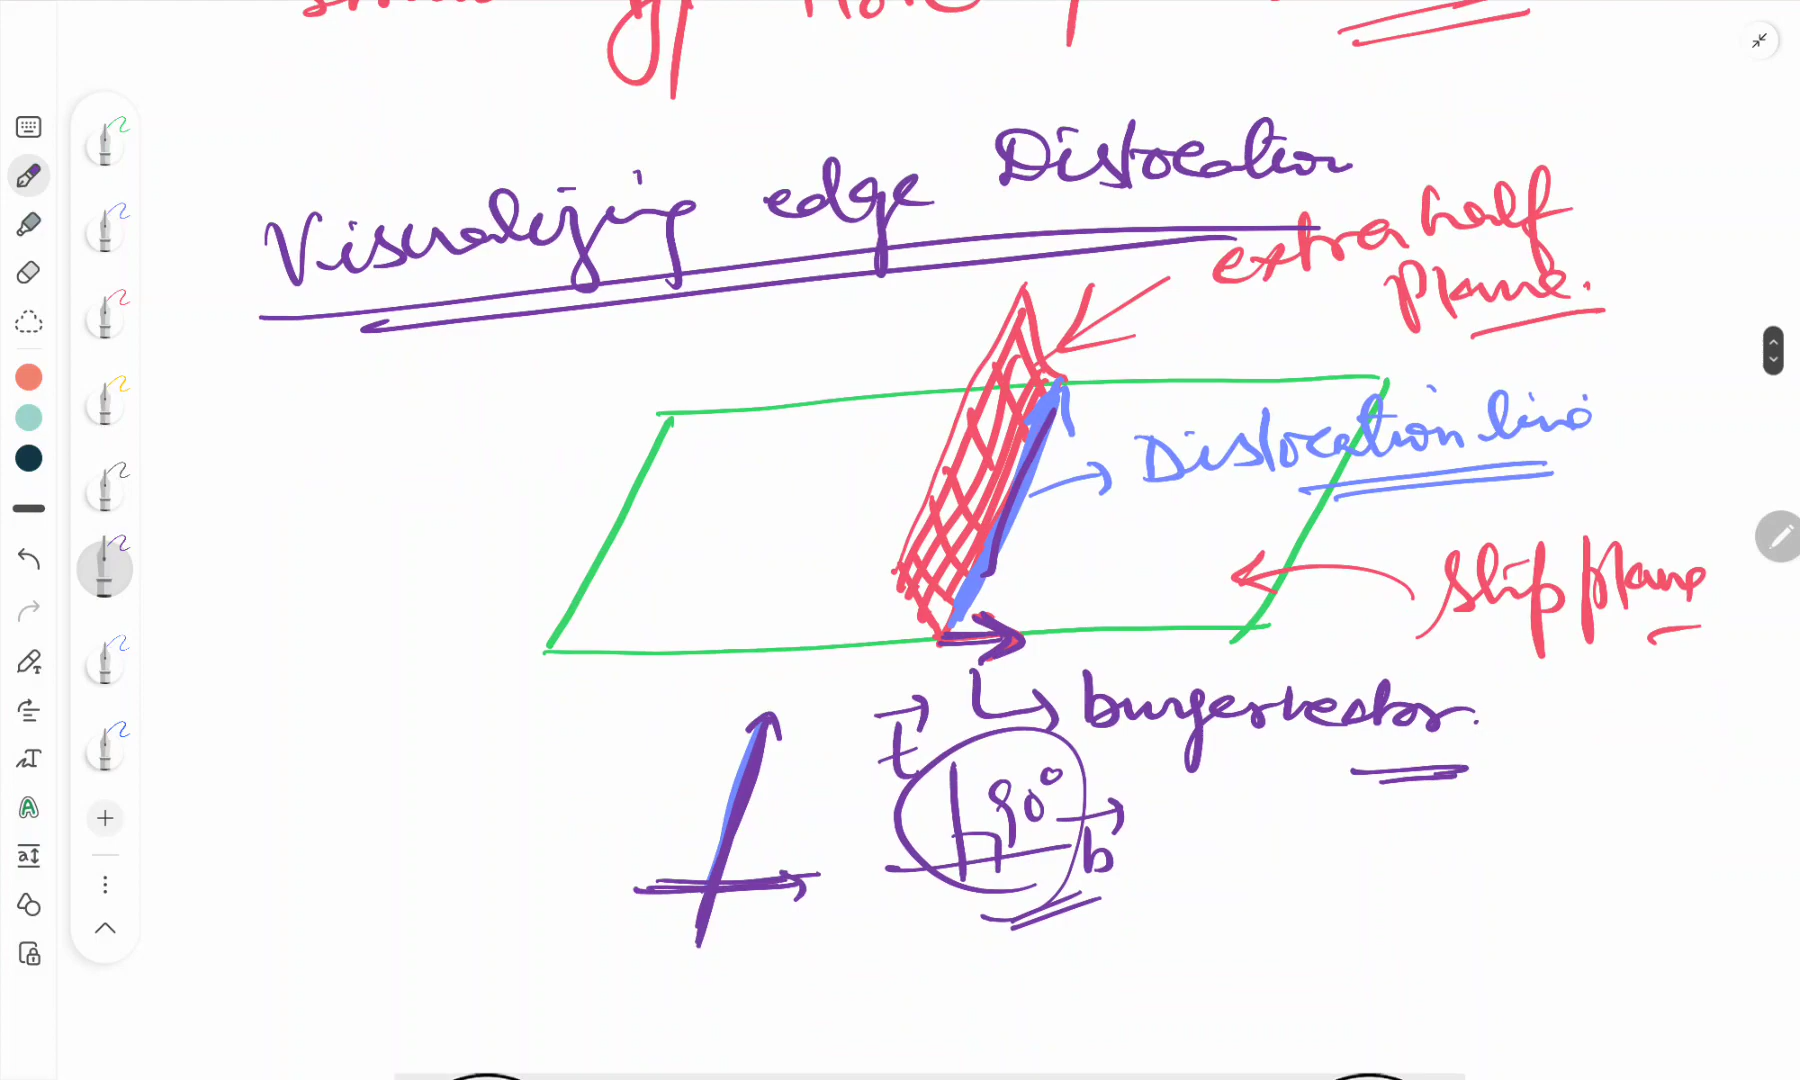 Visualizing edge Dislocation
extra half
plane.
Dislocation line
Slip plane
burger vector.
t
90°
b